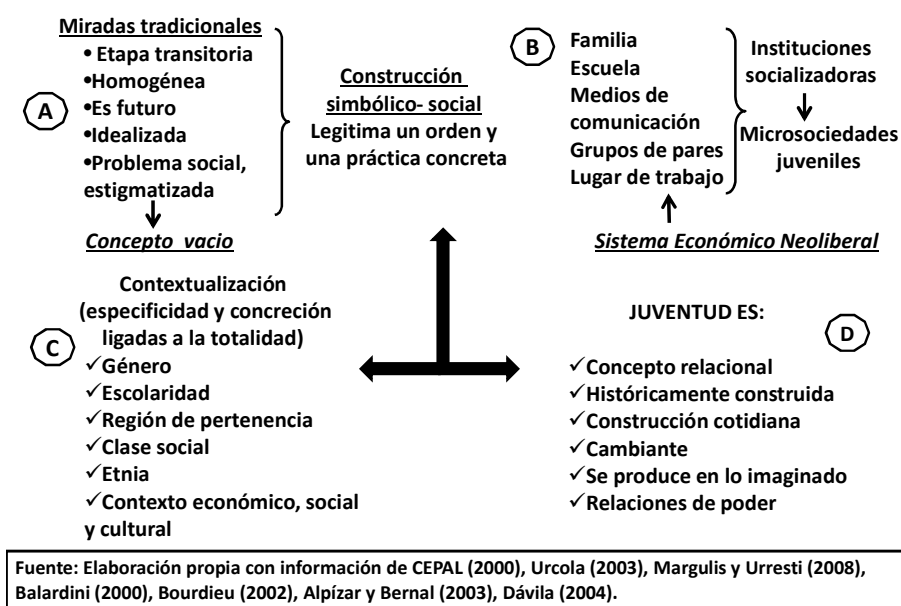 Miradas tradicionales
• Etapa transitoria
•Homogénea
•Es futuro
•Idealizada
•Problema social,
estigmatizada
Concepto vacio
A
Construcción
simbólico- social
Legitima un orden y
una práctica concreta
B
Familia
Escuela
Medios de
comunicación
Grupos de pares
Lugar de trabajo
Instituciones
socializadoras
Microsociedades
juveniles
Sistema Económico Neoliberal
Contextualización
(especificidad y concreción
ligadas a la totalidad)
C
✓Género
✓Escolaridad
✓Región de pertenencia
✓Clase social
✓Etnia
✓Contexto económico, social
y cultural
JUVENTUD ES:
D
✓Concepto relacional
✓Históricamente construida
✓Construcción cotidiana
✓Cambiante
✓Se produce en lo imaginado
✓Relaciones de poder
Fuente: Elaboración propia con información de CEPAL (2000), Urcola (2003), Margulis y Urresti (2008),
Balardini (2000), Bourdieu (2002), Alpízar y Bernal (2003), Dávila (2004).